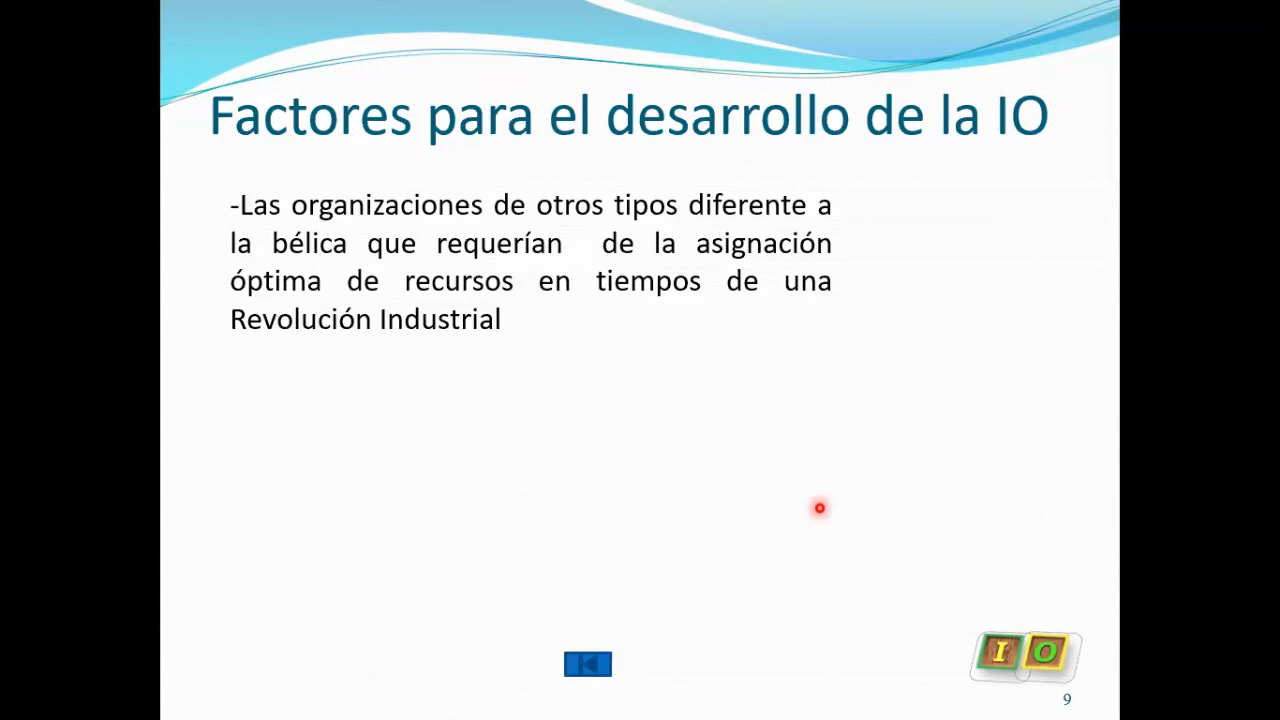 Factores para el desarrollo de la IO
-Las organizaciones de otros tipos diferente a
la bélica que requerían de la asignación
óptima de recursos en tiempos de una
Revolución Industrial
I O
9